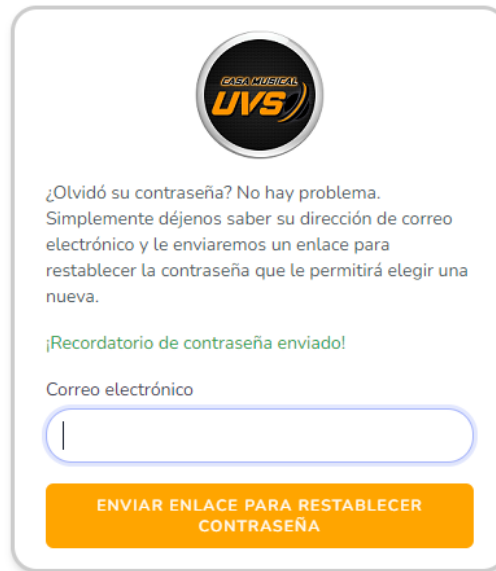 CASA MUSICAL
UVS
¿Olvidó su contraseña? No hay problema.
Simplemente déjenos saber su dirección de correo
electrónico y le enviaremos un enlace para
restablecer la contraseña que le permitirá elegir una
nueva.
¡Recordatorio de contraseña enviado!
Correo electrónico
ENVIAR ENLACE PARA RESTABLECER
CONTRASEÑA